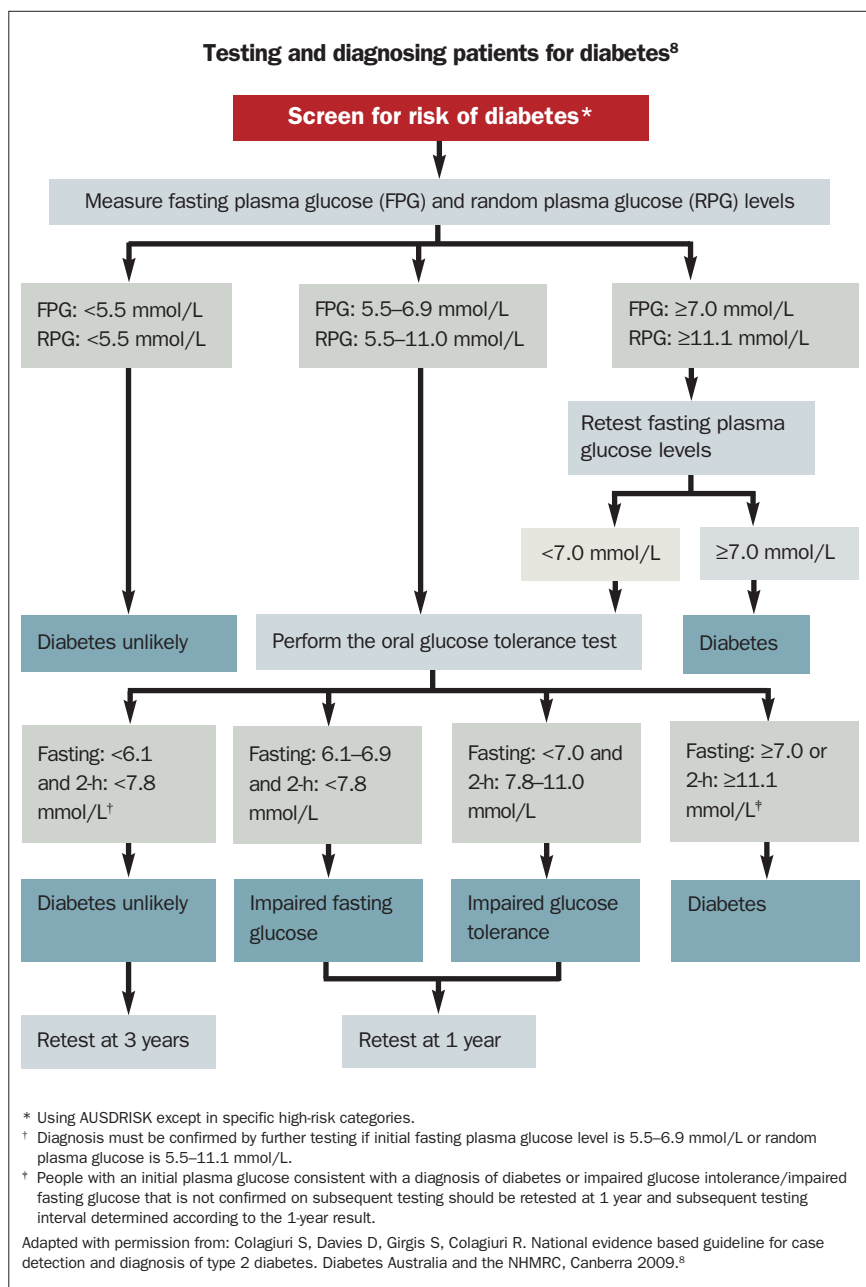 Testing and diagnosing patients for diabetes⁸
Screen for risk of diabetes*
Measure fasting plasma glucose (FPG) and random plasma glucose (RPG) levels
FPG: <5.5 mmol/L
RPG: <5.5 mmol/L
FPG: 5.5–6.9 mmol/L
RPG: 5.5–11.0 mmol/L
FPG: ≥7.0 mmol/L
RPG: ≥11.1 mmol/L
Retest fasting plasma
glucose levels
<7.0 mmol/L
≥7.0 mmol/L
Diabetes unlikely
Perform the oral glucose tolerance test
Diabetes
Fasting: <6.1
and 2-h: <7.8
mmol/L†
Fasting: 6.1–6.9
and 2-h: <7.8
mmol/L
Fasting: <7.0 and
2-h: 7.8–11.0
mmol/L
Fasting: ≥7.0 or
2-h: ≥11.1
mmol/L‡
Diabetes unlikely
Impaired fasting
glucose
Impaired glucose
tolerance
Diabetes
Retest at 3 years
Retest at 1 year
* Using AUSDRISK except in specific high-risk categories.
† Diagnosis must be confirmed by further testing if initial fasting plasma glucose level is 5.5–6.9 mmol/L or random
plasma glucose is 5.5–11.1 mmol/L.
‡ People with an initial plasma glucose consistent with a diagnosis of diabetes or impaired glucose intolerance/impaired
fasting glucose that is not confirmed on subsequent testing should be retested at 1 year and subsequent testing
interval determined according to the 1-year result.
Adapted with permission from: Colagiuri S, Davies D, Girgis S, Colagiuri R. National evidence based guideline for case
detection and diagnosis of type 2 diabetes. Diabetes Australia and the NHMRC, Canberra 2009.⁸